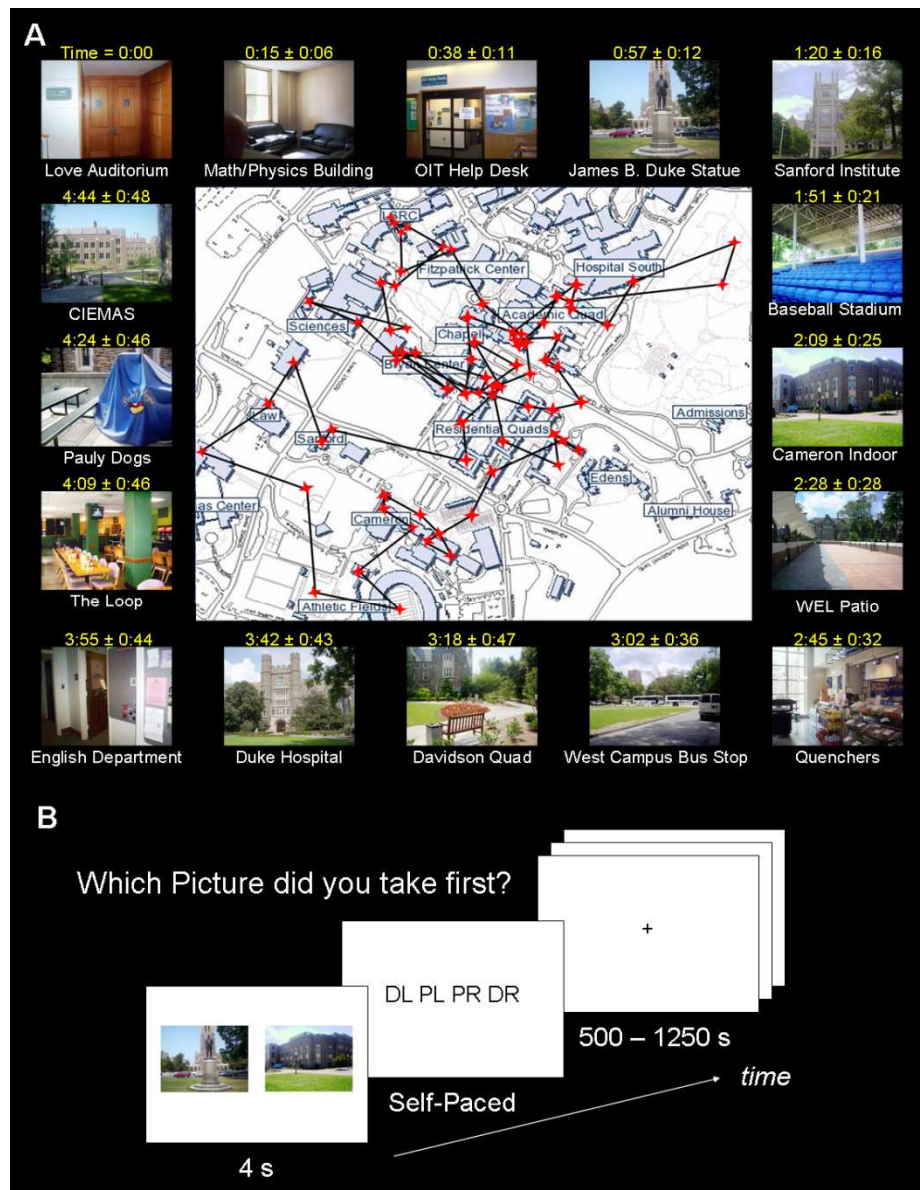 A
Time = 0:00
0:15 ± 0:06
0:38 ± 0:11
0:57 ± 0:12
1:20 ± 0:16
Love Auditorium
Math/Physics Building
OIT Help Desk
James B. Duke Statue
Sanford Institute
4:44 ± 0:48
CIEMAS
4:24 ± 0:46
Pauly Dogs
4:09 ± 0:46
The Loop
LSRC
Fitzpatrick Center
Hospital South
Sciences
Academic Quad
Chapel
Bryan Center
Law
Sanford
Residential Quads
Admissions
Edens
Alumni House
Cameron
as Center
Athletic Fields
1:51 ± 0:21
Baseball Stadium
2:09 ± 0:25
Cameron Indoor
2:28 ± 0:28
WEL Patio
3:55 ± 0:44
3:42 ± 0:43
3:18 ± 0:47
3:02 ± 0:36
2:45 ± 0:32
English Department
Duke Hospital
Davidson Quad
West Campus Bus Stop
Quenchers
B
Which Picture did you take first?
+
DL PL PR DR
500 – 1250 s
time
Self-Paced
4 s